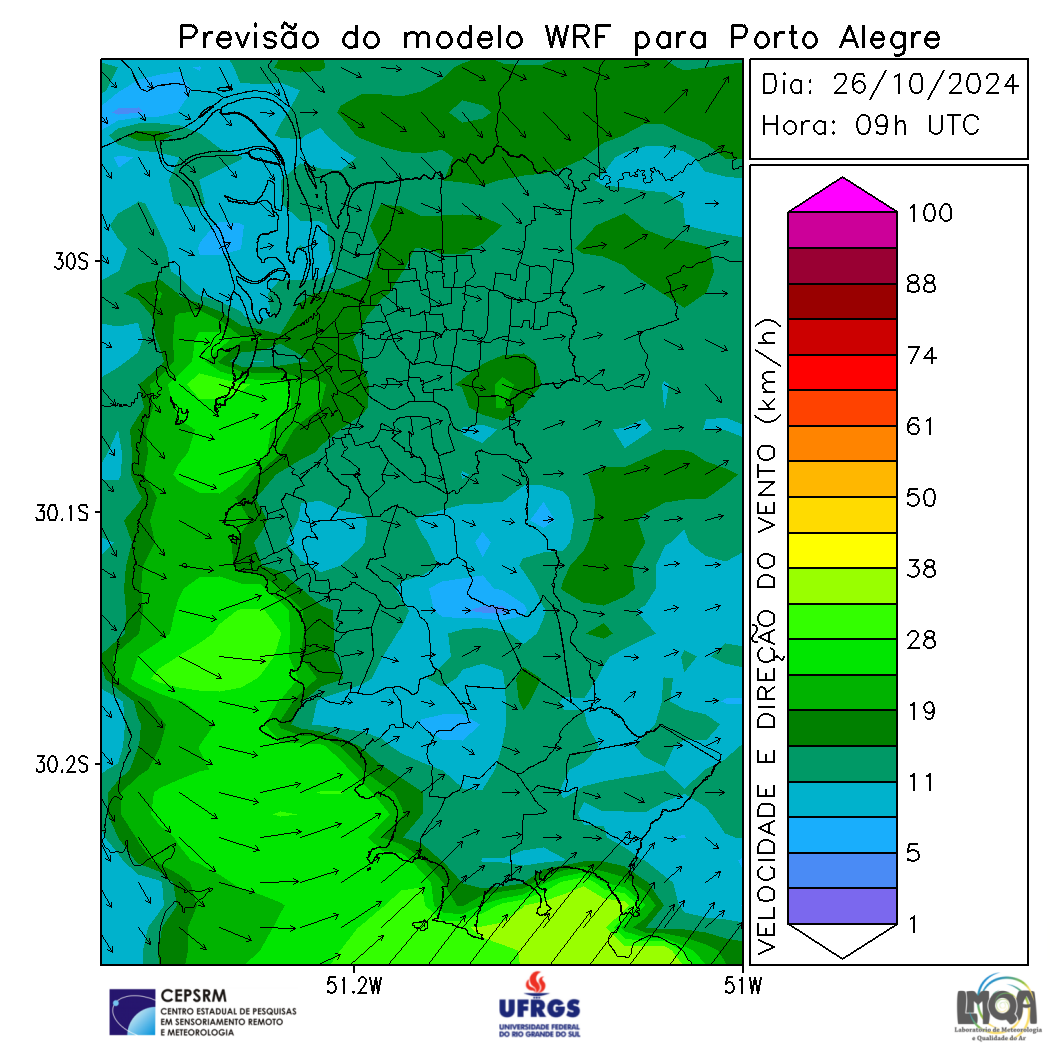 Previsão do modelo WRF para Porto Alegre
Dia: 26/10/2024
Hora: 09h UTC
30S
30.1S
30.2S
51.2W
51W
VELOCIDADE E DIREÇÃO DO VENTO (km/h)
100
88
74
61
50
38
28
19
11
5
1
CEPSRM
CENTRO ESTADUAL DE PESQUISAS
EM SENSORIAMENTO REMOTO
E METEOROLOGIA
UFRGS
UNIVERSIDADE FEDERAL
DO RIO GRANDE DO SUL
LMQA
Laboratório de Meteorologia
e Qualidade do Ar